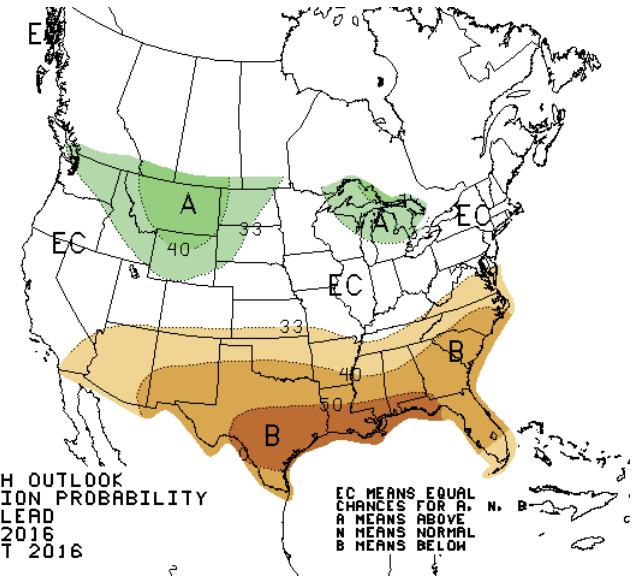 E
A
33
A
33
EC
EC
40
EC
33
B
40
50
B
0
H OUTLOOK
ION PROBABILITY
LEAD
2016
T 2016
EC MEANS EQUAL
CHANCES FOR A, N, B
A MEANS ABOVE
N MEANS NORMAL
B MEANS BELOW